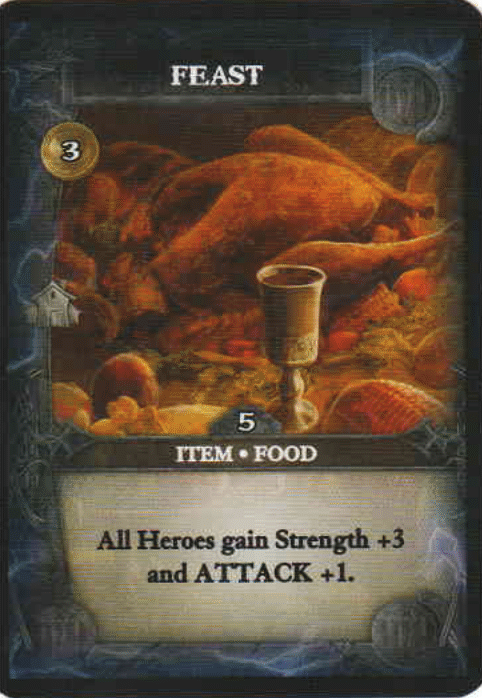 FEAST
3
5
ITEM • FOOD
All Heroes gain Strength +3
and ATTACK +1.